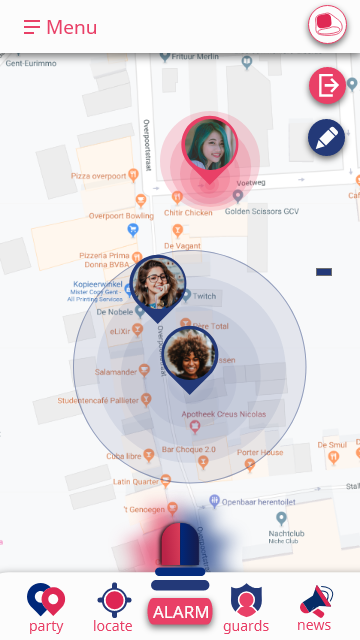 Menu
Gent-Eurimmo
Frituur Merlin
Overpoortstraat
Pizza overpoort
Voetweg
Overpoort Bowling
Chitir Chicken
Golden Scissors GCV
De Vagant
Pizzeria Prima
Donna BVBA
Kopieerwinkel
Mister Copy Gent -
All Printing Services
Twitch
De Nobele
eLiXir
Pôre Total
Overpoortstraat
Salamander
Studentencafé Pallieter
Apotheek Creus Nicolas
Bar Choque 2.0
De Smul
Cuba libre
Porter House
Latin Quarter
't Genoegen
Openbaar herentoilet
Nachtclub
Niche Club
ALARM
party
locate
guards
news